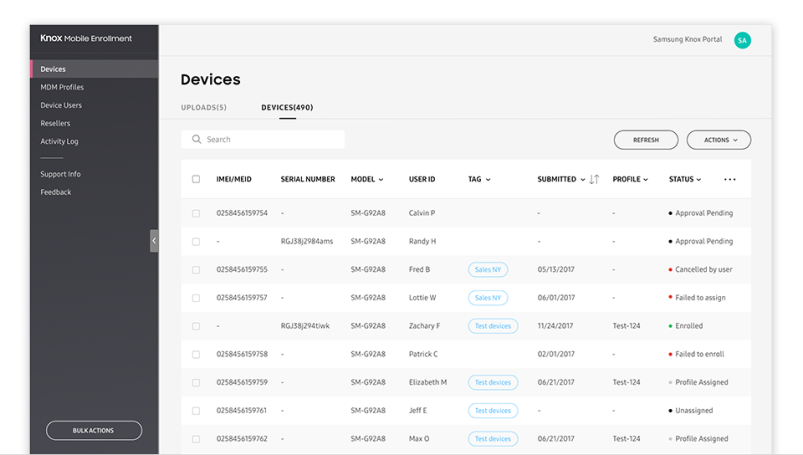 Knox Mobile Enrollment
Samsung Knox Portal SA
Devices
MDM Profiles
Device Users
Resellers
Activity Log
Support Info
Feedback
BULK ACTIONS
Devices
UPLOADS(5) DEVICES(490)
Search REFRESH ACTIONS
IMEI/MEID SERIAL NUMBER MODEL USER ID TAG SUBMITTED PROFILE STATUS ...
0258456159754 - SM-G92A8 Calvin P - - Approval Pending
- RGJ38j2984ams SM-G92A8 Randy H - - Approval Pending
0258456159755 - SM-G92A8 Fred B Sales NY 05/13/2017 - Cancelled by user
0258456159757 - SM-G92A8 Lottie W Sales NY 06/01/2017 - Failed to assign
- RGJ38j294tiwk SM-G92A8 Zachary F Test devices 11/24/2017 Test-124 Enrolled
0258456159758 - SM-G92A8 Patrick C 02/01/2017 - Failed to enroll
0258456159759 - SM-G92A8 Elizabeth M Test devices 06/21/2017 Test-124 Profile Assigned
0258456159761 - SM-G92A8 Jeff E Test devices - - Unassigned
0258456159762 - SM-G92A8 Max O Test devices 06/21/2017 Test-124 Profile Assigned